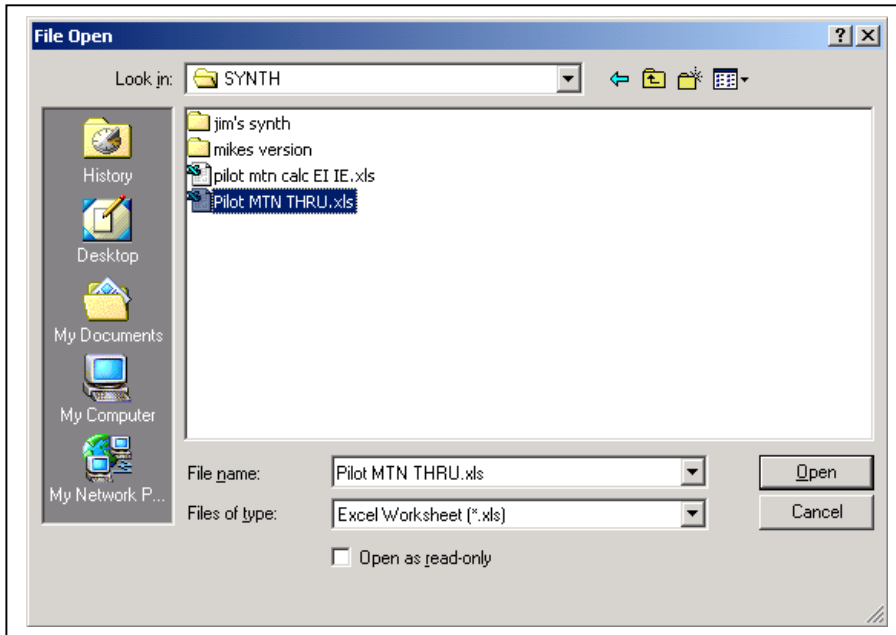 File Open
Look in: SYNTH
History
Desktop
My Documents
My Computer
My Network P...
jim's synth
mikes version
pilot mtn calc EI IE.xls
Pilot MTN THRU.xls
File name: Pilot MTN THRU.xls Open
Files of type: Excel Worksheet (*.xls) Cancel
Open as read-only